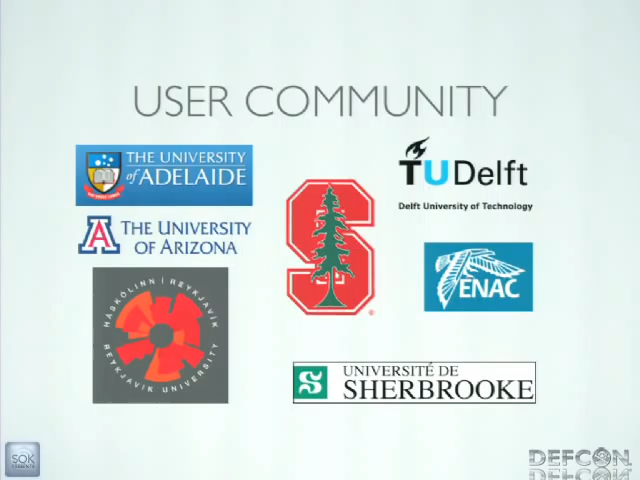 USER COMMUNITY
THE UNIVERSITY
of ADELAIDE
TU Delft
Delft University of Technology
THE UNIVERSITY
OF ARIZONA
S
ENAC
HÁSKÓLINN Í REYKJAVÍK
REYKJAVIK UNIVERSITY
UNIVERSITÉ DE
SHERBROOKE
SOK
DEFCON